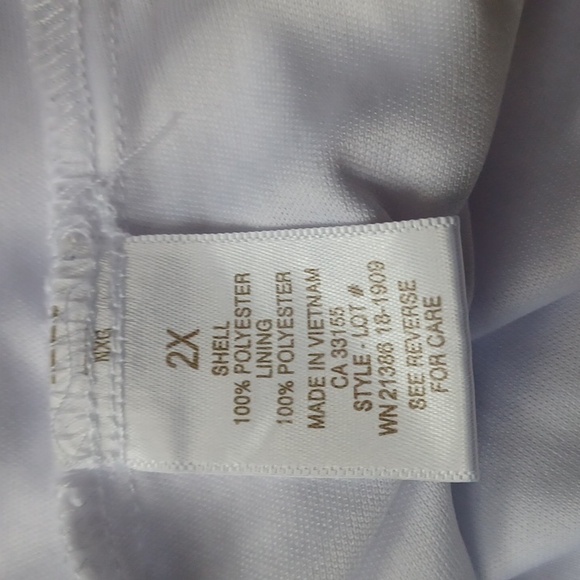 2X
SHELL
100% POLYESTER
LINING
100% POLYESTER
MADE IN VIETNAM
CA 33155
STYLE - LOT #
WN 21386 18-1909
SEE REVERSE
FOR CARE